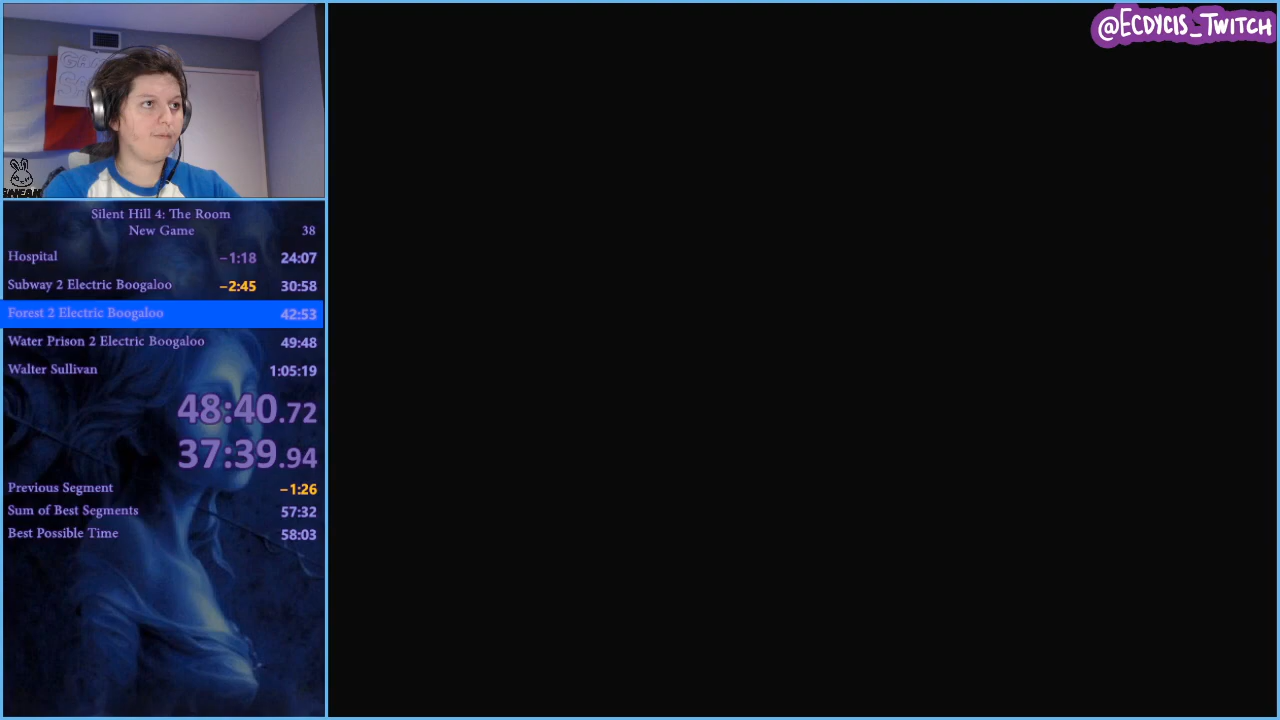 @ECDYCIS_TWITCH
Silent Hill 4: The Room
New Game 38
Hospital −1:18 24:07
Subway 2 Electric Boogaloo −2:45 30:58
Forest 2 Electric Boogaloo 42:53
Water Prison 2 Electric Boogaloo 49:48
Walter Sullivan 1:05:19
48:40.72
37:39.94
Previous Segment −1:26
Sum of Best Segments 57:32
Best Possible Time 58:03